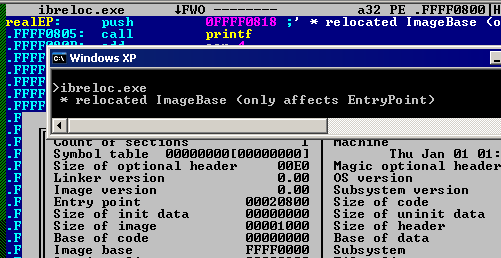 ibreloc.exe ↓FWO -------- a32 PE .FFFF0800|H
realEP: push 0FFFF0818 ;' * relocated ImageBase (o
.FFFF0805: call printf
.FFFF080B: add esp,4
.FFFF
Windows XP
.FFFF
>ibreloc.exe
.FFFF
* relocated ImageBase (only affects EntryPoint)
.FFFF
.F
.F
Count of sections 1 Machine
.F
Symbol table 00000000[00000000] Thu Jan 01 01:
.F
Size of optional header 00E0 Magic optional header
.F
Linker version 0.00 OS version
.F
Image version 0.00 Subsystem version
.F
Entry point 00020800 Size of code
.F
Size of init data 00000000 Size of uninit data
.F
Size of image 00001000 Size of header
.F
Base of code 00000000 Base of data
.F
Image base FFFF0000 Subsystem